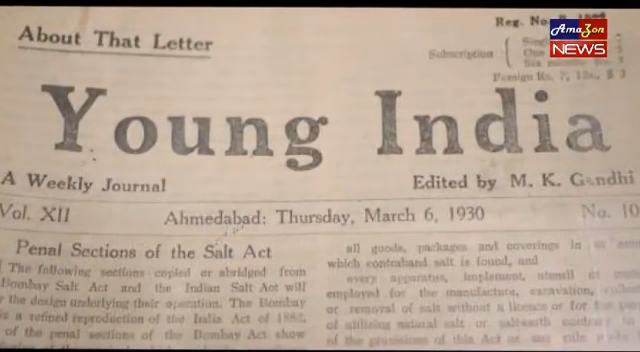 About That Letter
Reg. No.
AmaZon
NEWS
Subscription
Foreign Rs. 7,
Young India
A Weekly Journal
Edited by M. K. Gandhi
Vol. XII
Ahmedabad: Thursday, March 6, 1930
No. 10
Penal Sections of the Salt Act
The following sections copied or abridged from
Bombay Salt Act and the Indian Salt Act will
the design underlying their operation. The Bombay
is a refined reproduction of the India Act of 1882.
of the penal sections of the Bombay Act show
all goods, packages and coverings in
which contraband salt is found, and
every apparatus, implement, utensil
employed for the manufacture, excavation,
or removal of salt without a licence or for
of utilising natural salt or salt-earth
of the provisions of this Act or any rule